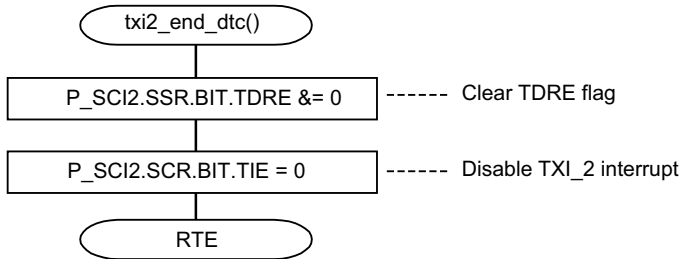 txi2_end_dtc()
P_SCI2.SSR.BIT.TDRE &= 0 ------ Clear TDRE flag
P_SCI2.SCR.BIT.TIE = 0 ------ Disable TXI_2 interrupt
RTE